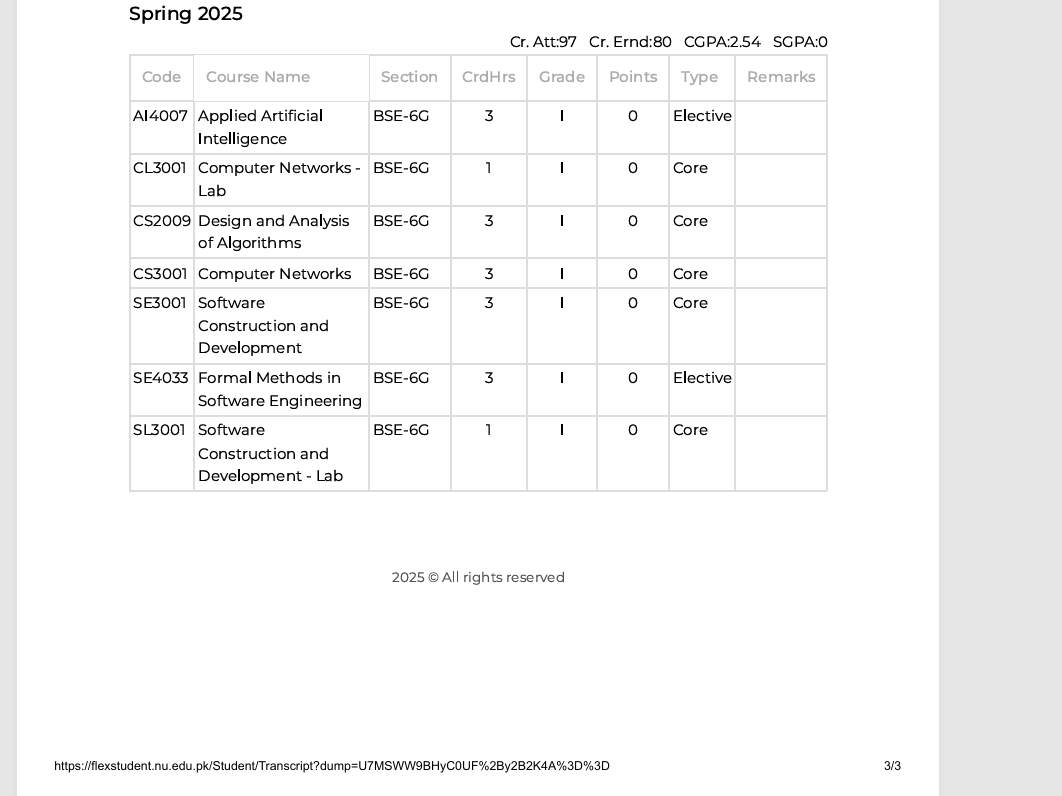 Spring 2025
Cr. Att:97 Cr. Ernd:80 CGPA:2.54 SGPA:0
Code Course Name Section CrdHrs Grade Points Type Remarks
AI4007 Applied Artificial BSE-6G 3 I 0 Elective
Intelligence
CL3001 Computer Networks - BSE-6G 1 I 0 Core
Lab
CS2009 Design and Analysis BSE-6G 3 I 0 Core
of Algorithms
CS3001 Computer Networks BSE-6G 3 I 0 Core
SE3001 Software BSE-6G 3 I 0 Core
Construction and
Development
SE4033 Formal Methods in BSE-6G 3 I 0 Elective
Software Engineering
SL3001 Software BSE-6G 1 I 0 Core
Construction and
Development - Lab
2025 © All rights reserved
https://flexstudent.nu.edu.pk/Student/Transcript?dump=U7MSWW9BHyC0UF%2By2B2K4A%3D%3D 3/3